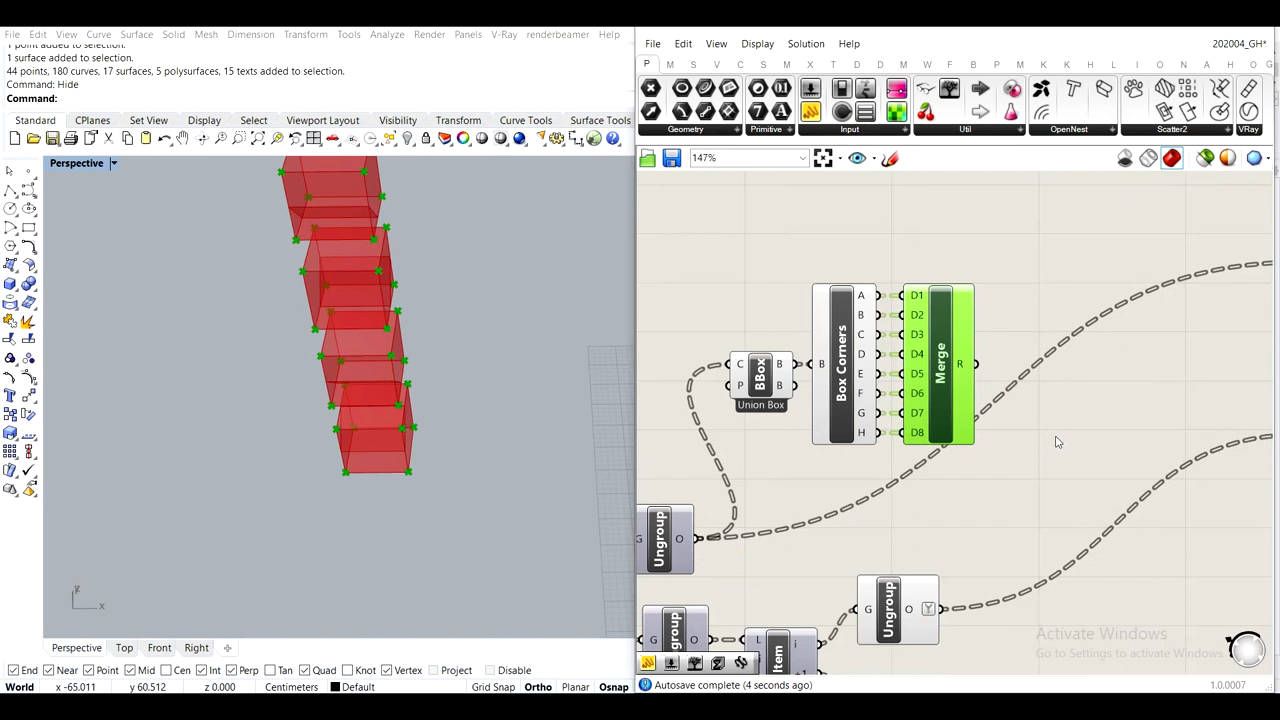 File Edit View Curve Surface Solid Mesh Dimension Transform Tools Analyze Render Panels V-Ray renderbeamer Help
1 point added to selection.
1 surface added to selection.
44 points, 180 curves, 17 surfaces, 5 polysurfaces, 15 texts added to selection.
Command: Hide
Command:
Standard CPlanes Set View Display Select Viewport Layout Visibility Transform Curve Tools Surface Tools
Perspective
z
x
Perspective Top Front Right
End Near Point Mid Cen Int Perp Tan Quad Knot Vertex Project Disable
World x -65.011 y 60.512 z 0.000 Centimeters Default Grid Snap Ortho Planar Osnap
File Edit View Display Solution Help 202004_GH*
P M S V C S M X D M W F B A K K L H L O G
Geometry Primitive Input Util OpenNest Scatter2 VRay
147%
BBox
C B
P B
Union Box
Box Corners
B A B C D E F G H
Merge
D1 D2 D3 D4 D5 D6 D7 D8 R
G Ungroup O
G Ungroup O
G O
L Item i
+1
Activate Windows
Go to Settings to activate Windows.
Autosave complete (4 seconds ago) 1.0.0007